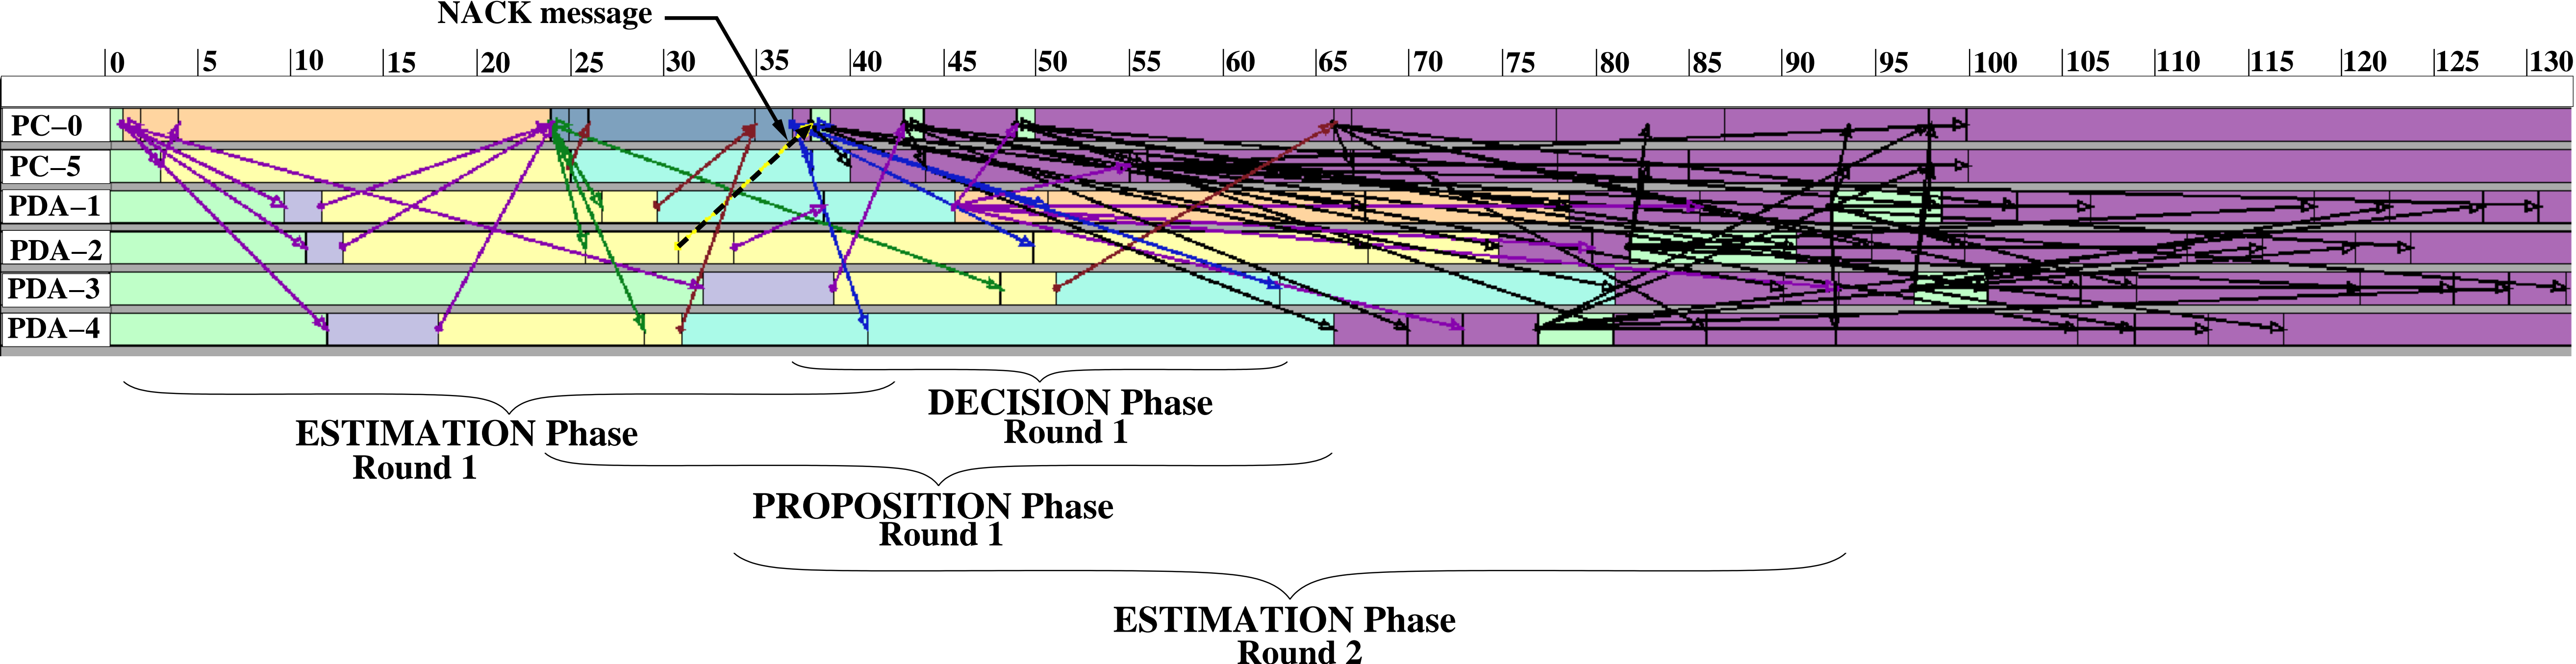 NACK message
0 5 10 15 20 25 30 35 40 45 50 55 60 65 70 75 80 85 90 95 100 105 110 115 120 125 130
PC–0
PC–5
PDA–1
PDA–2
PDA–3
PDA–4
DECISION Phase
Round 1
ESTIMATION Phase
Round 1
PROPOSITION Phase
Round 1
ESTIMATION Phase
Round 2